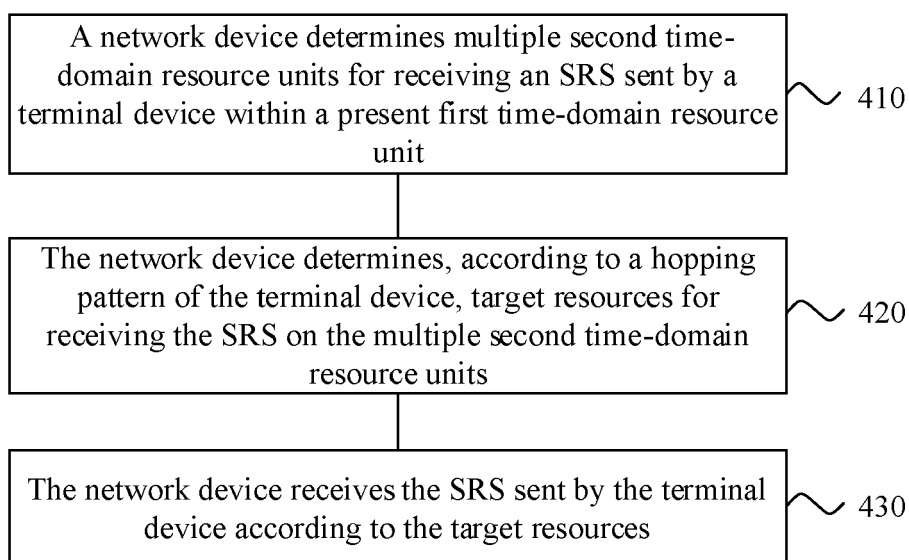 A network device determines multiple second time-
domain resource units for receiving an SRS sent by a
terminal device within a present first time-domain resource
unit
410
The network device determines, according to a hopping
pattern of the terminal device, target resources for
receiving the SRS on the multiple second time-domain
resource units
420
The network device receives the SRS sent by the terminal
device according to the target resources
430